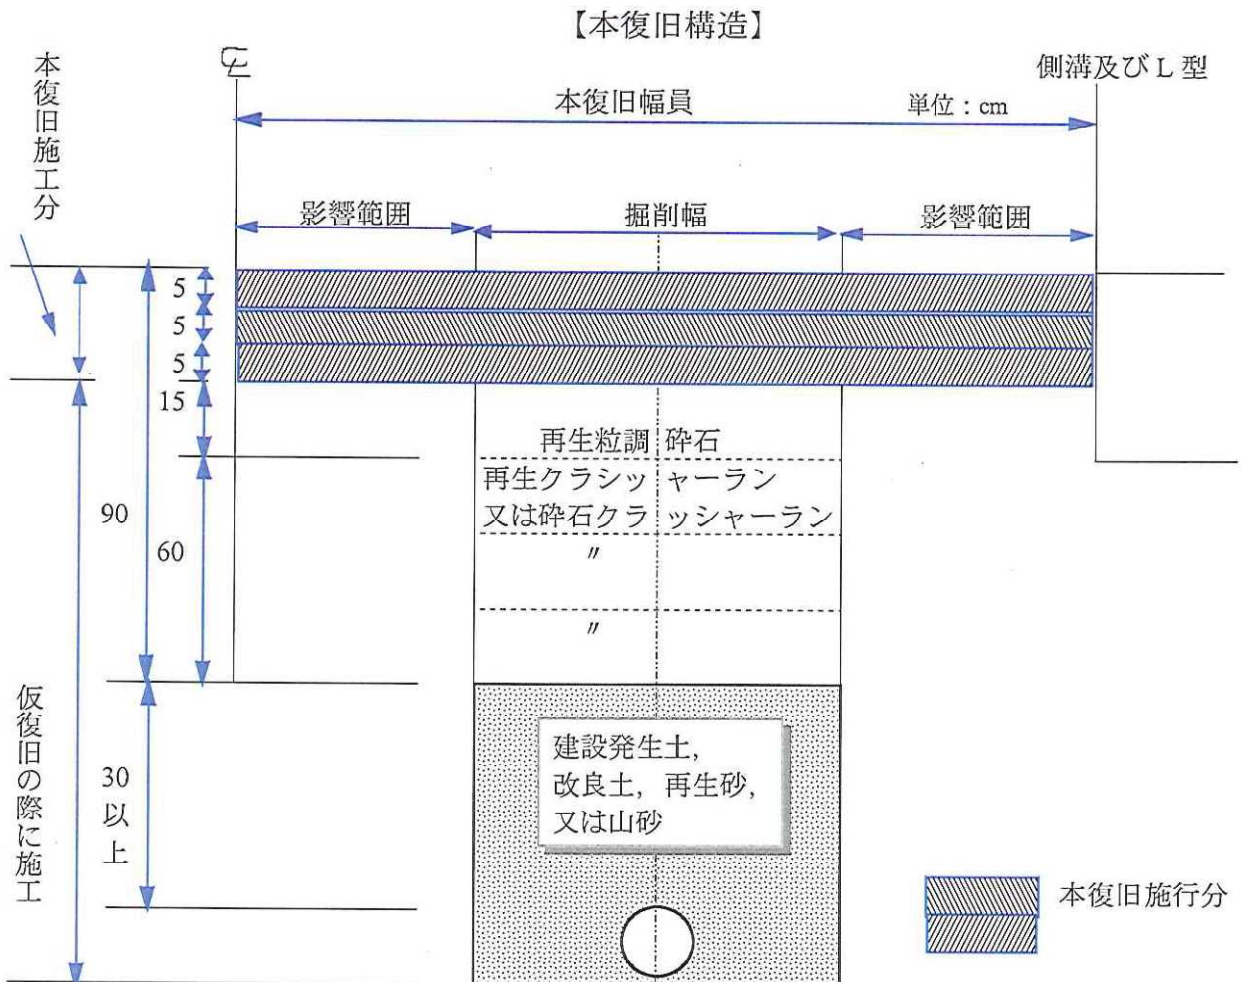 【本復旧構造】
℄
側溝及びL型
本復旧幅員
単位：cm
本復旧施工分
影響範囲
掘削幅
影響範囲
5
5
5
15
再生粒調砕石
再生クラシッャーラン
又は砕石クラッシャーラン
90
60
〃
〃
仮復旧の際に施工
30以上
建設発生土，
改良土，再生砂，
又は山砂
本復旧施行分